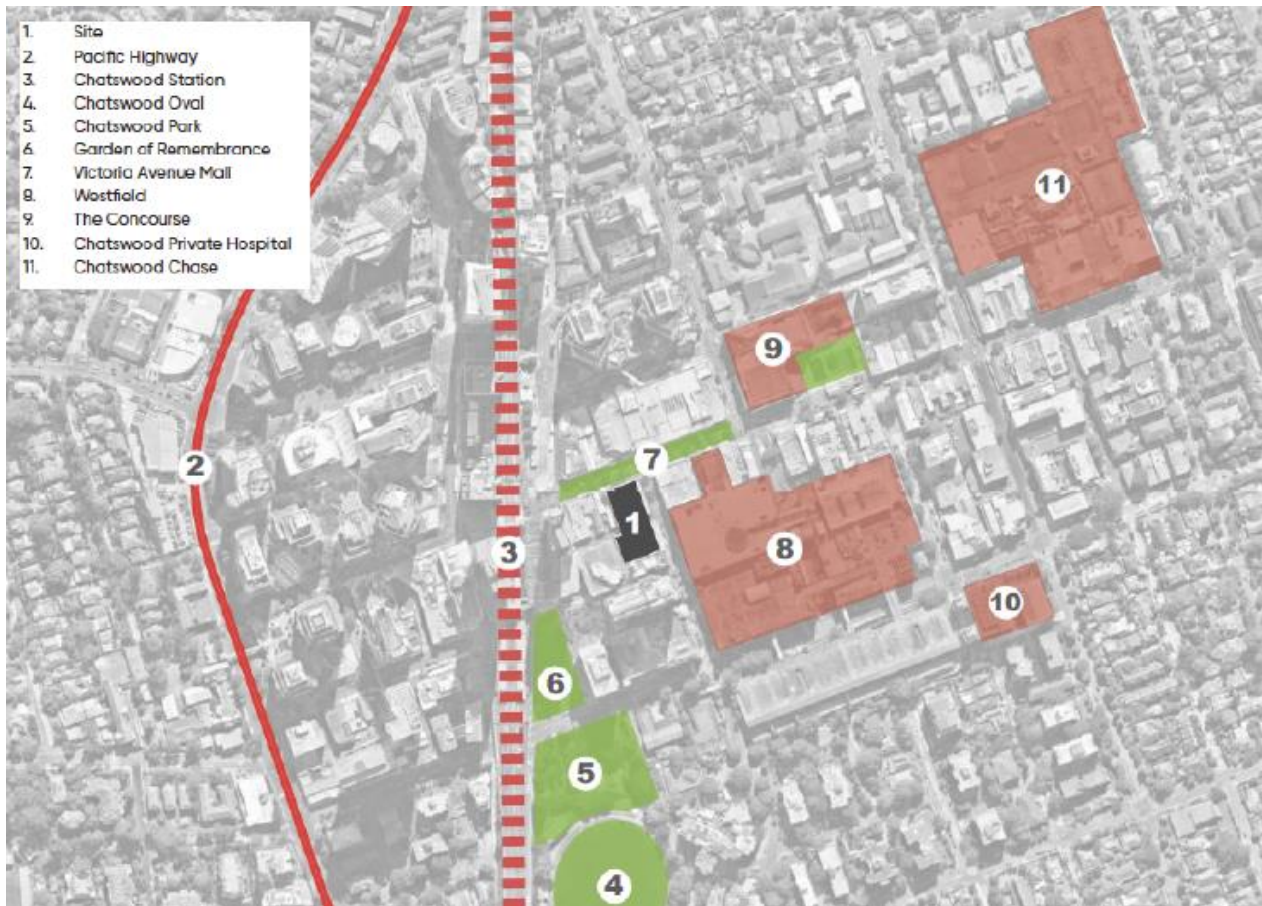 1. Site
2. Pacific Highway
3. Chatswood Station
4. Chatswood Oval
5. Chatswood Park
6. Garden of Remembrance
7. Victoria Avenue Mall
8. Westfield
9. The Concourse
10. Chatswood Private Hospital
11. Chatswood Chase
11
9
2
7
1
3
8
10
6
5
4